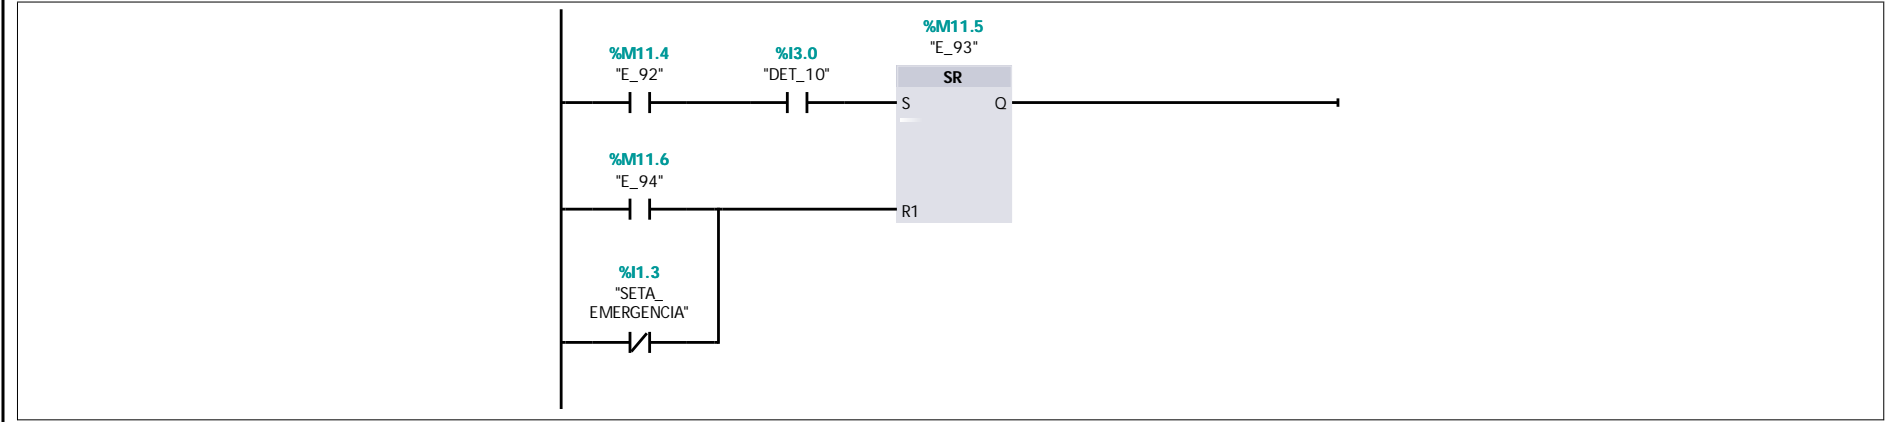 %M11.5
"E_93"
%M11.4
"E_92"
%I3.0
"DET_10"
SR
S
Q
%M11.6
"E_94"
R1
%I1.3
"SETA_
EMERGENCIA"